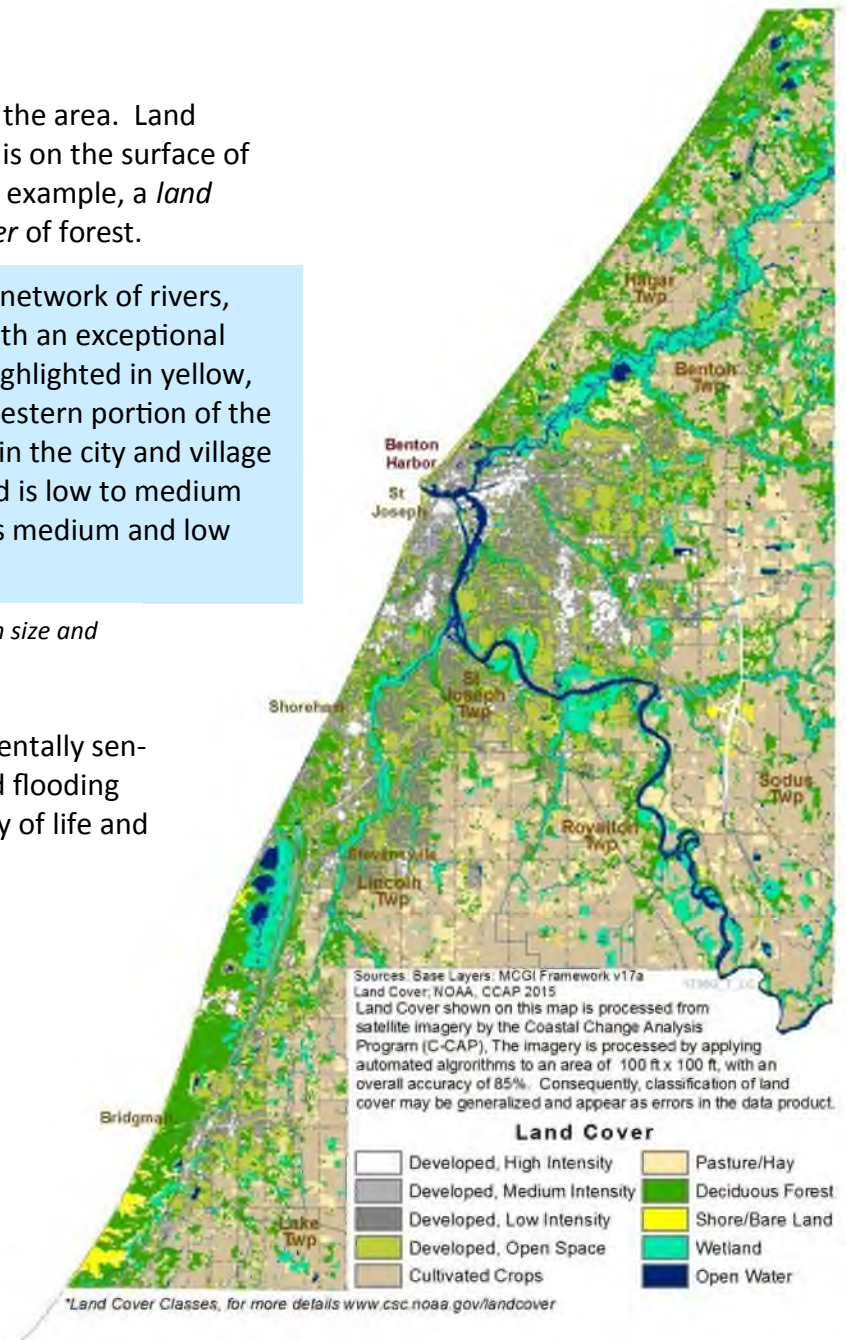 the area.  Land
is on the surface of
example, a land
er of forest.
network of rivers,
th an exceptional
ghlighted in yellow,
estern portion of the
in the city and village
d is low to medium
s medium and low
n size and
entally sen-
d flooding
y of life and
Hagar
Twp
Benton
Twp
Benton
Harbor
St
Joseph
St
Joseph
Twp
Shoreham
Sodus
Twp
Royalton
Twp
Stevensville
Lincoln
Twp
Bridgman
Lake
Twp
Sources: Base Layers: MCGI Framework v17a
Land Cover; NOAA, CCAP 2015
Land Cover shown on this map is processed from
satellite imagery by the Coastal Change Analysis
Program (C-CAP), The imagery is processed by applying
automated algrorithms to an area of 100 ft x 100 ft, with an
overall accuracy of 85%. Consequently, classification of land
cover may be generalized and appear as errors in the data product.
Land Cover
Developed, High Intensity
Developed, Medium Intensity
Developed, Low Intensity
Developed, Open Space
Cultivated Crops
Pasture/Hay
Deciduous Forest
Shore/Bare Land
Wetland
Open Water
*Land Cover Classes, for more details www.csc.noaa.gov/landcover